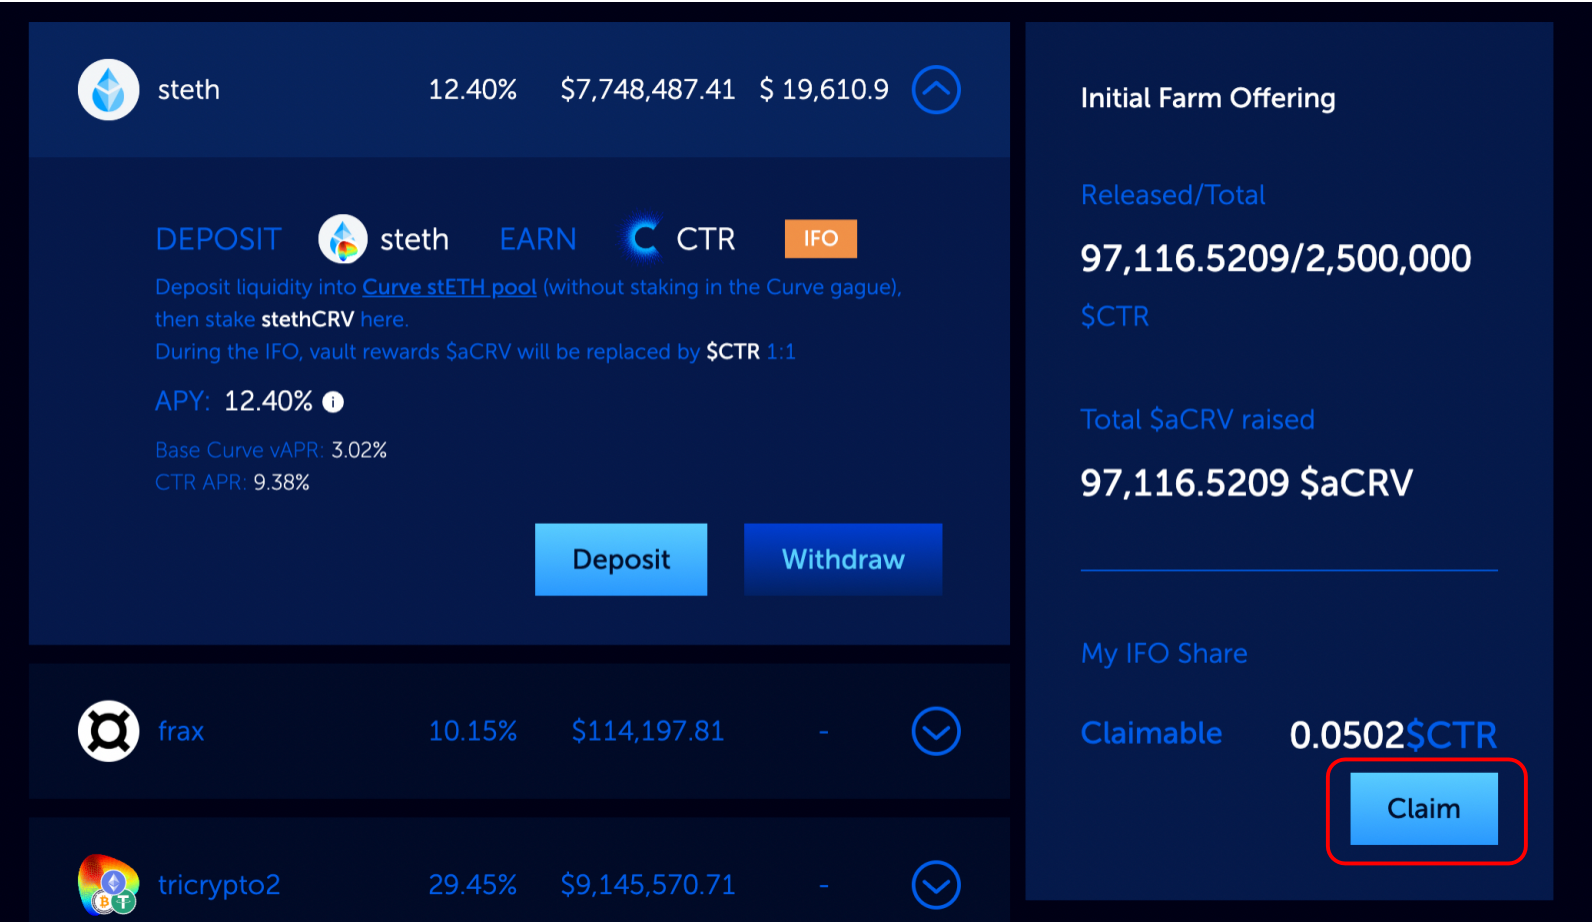 steth 12.40% $7,748,487.41 $ 19,610.9
DEPOSIT steth EARN CTR IFO
Deposit liquidity into Curve stETH pool (without staking in the Curve gague),
then stake stethCRV here.
During the IFO, vault rewards $aCRV will be replaced by $CTR 1:1
APY: 12.40% i
Base Curve vAPR: 3.02%
CTR APR: 9.38%
Deposit Withdraw
frax 10.15% $114,197.81 -
tricrypto2 29.45% $9,145,570.71 -
Initial Farm Offering
Released/Total
97,116.5209/2,500,000
$CTR
Total $aCRV raised
97,116.5209 $aCRV
My IFO Share
Claimable 0.0502$CTR
Claim